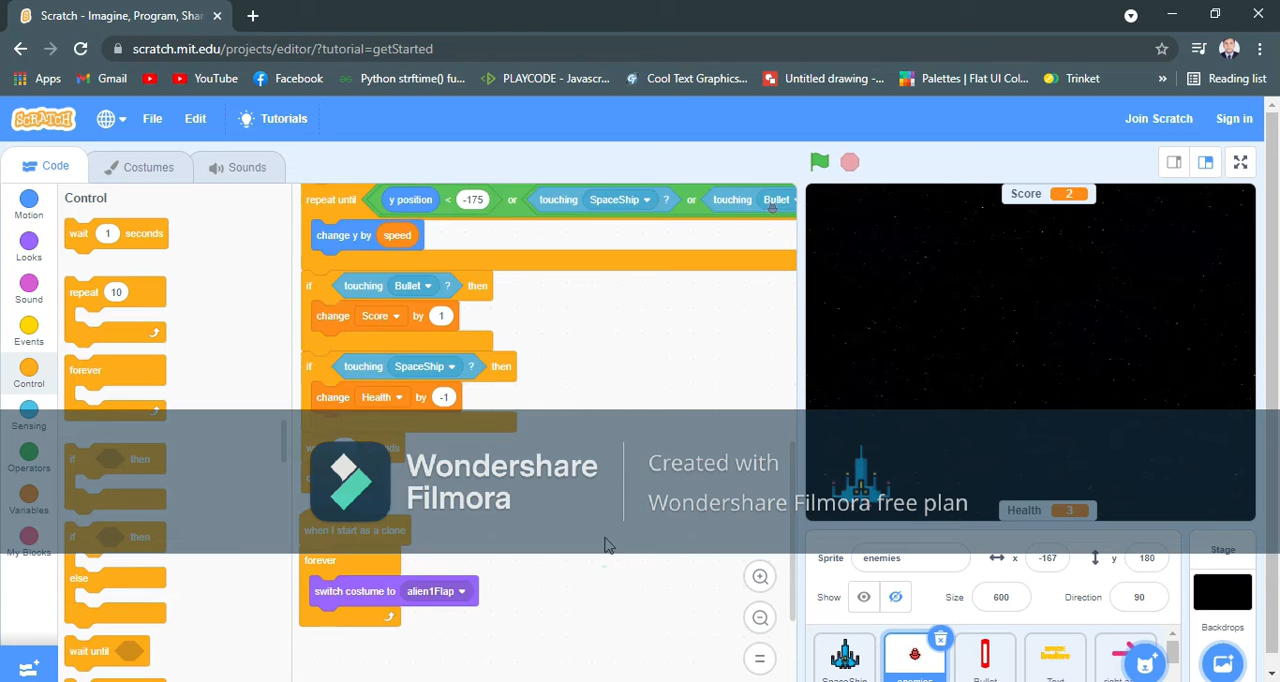 Scratch - Imagine, Program, Shar
scratch.mit.edu/projects/editor/?tutorial=getStarted
Apps Gmail YouTube Facebook Python strftime() fu... PLAYCODE - Javascr... Cool Text Graphics... Untitled drawing -... Palettes | Flat UI Col... Trinket » Reading list
SCRATCH File Edit Tutorials Join Scratch Sign in
Code Costumes Sounds
Motion
Looks
Sound
Events
Control
Sensing
Operators
Variables
My Blocks
Control
wait 1 seconds
repeat 10
forever
if then
if then
else
wait until
repeat until y position < -175 or touching SpaceShip ? or touching Bullet
change y by speed
if touching Bullet ? then
change Score by 1
if touching SpaceShip ? then
change Health by -1
when I start as a clone
forever
switch costume to alien1Flap
Score 2
Health 3
Wondershare
Filmora
Created with
Wondershare Filmora free plan
Sprite enemies x -167 y 180
Show Size 600 Direction 90
Stage
Backdrops
SpaceShip enemies Bullet Text right a